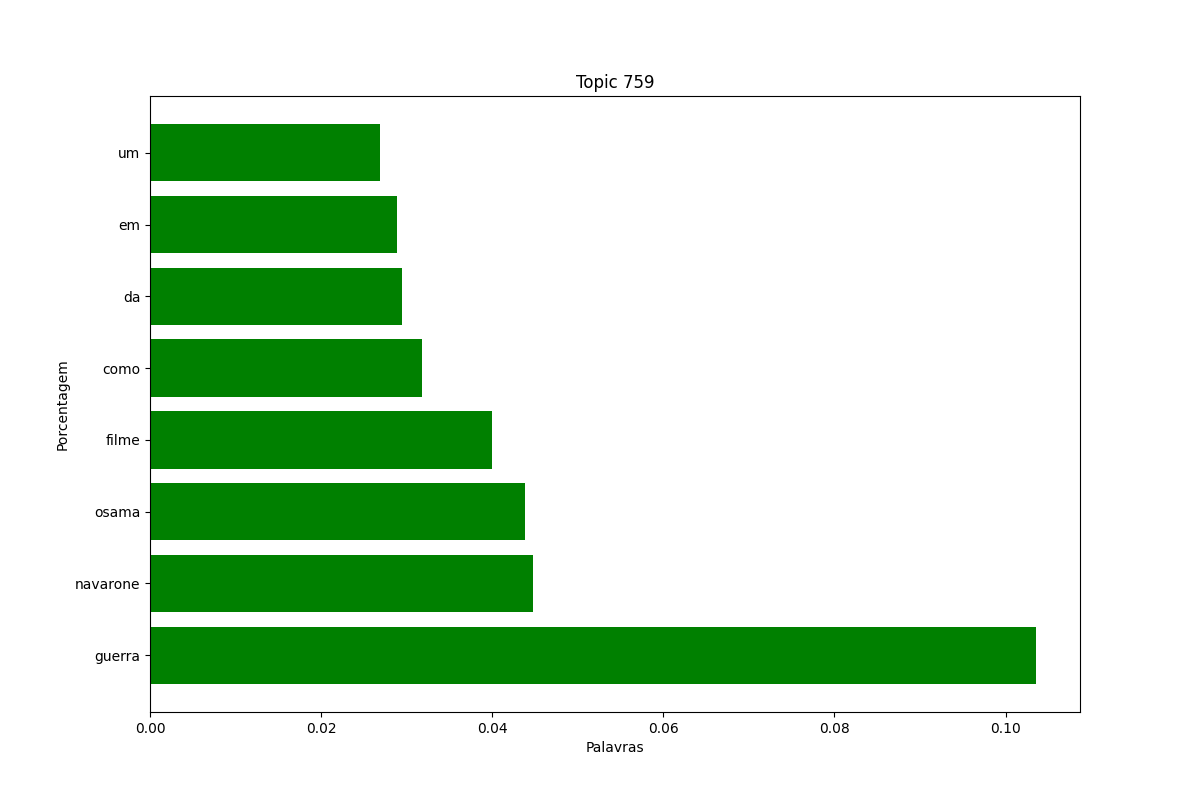 Topic 759
um
em
da
como
filme
osama
navarone
guerra
Porcentagem
0.00 0.02 0.04 0.06 0.08 0.10
Palavras